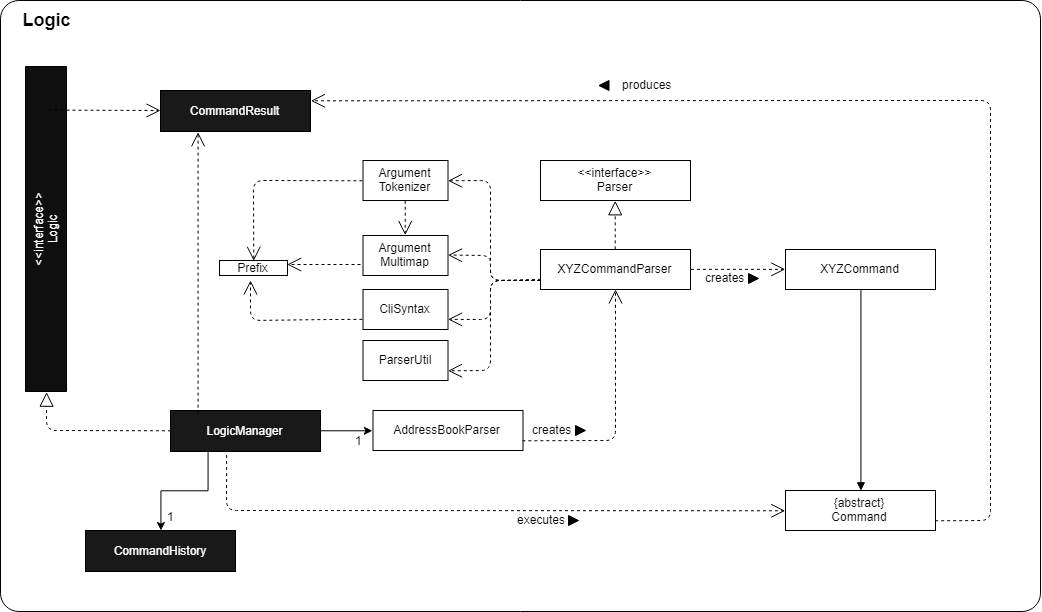 Logic
<<interface>>
Logic
CommandResult
produces
Argument
Tokenizer
<<interface>>
Parser
Argument
Multimap
Prefix
XYZCommandParser
creates
XYZCommand
CliSyntax
ParserUtil
LogicManager
1
AddressBookParser
creates
executes
{abstract}
Command
1
CommandHistory